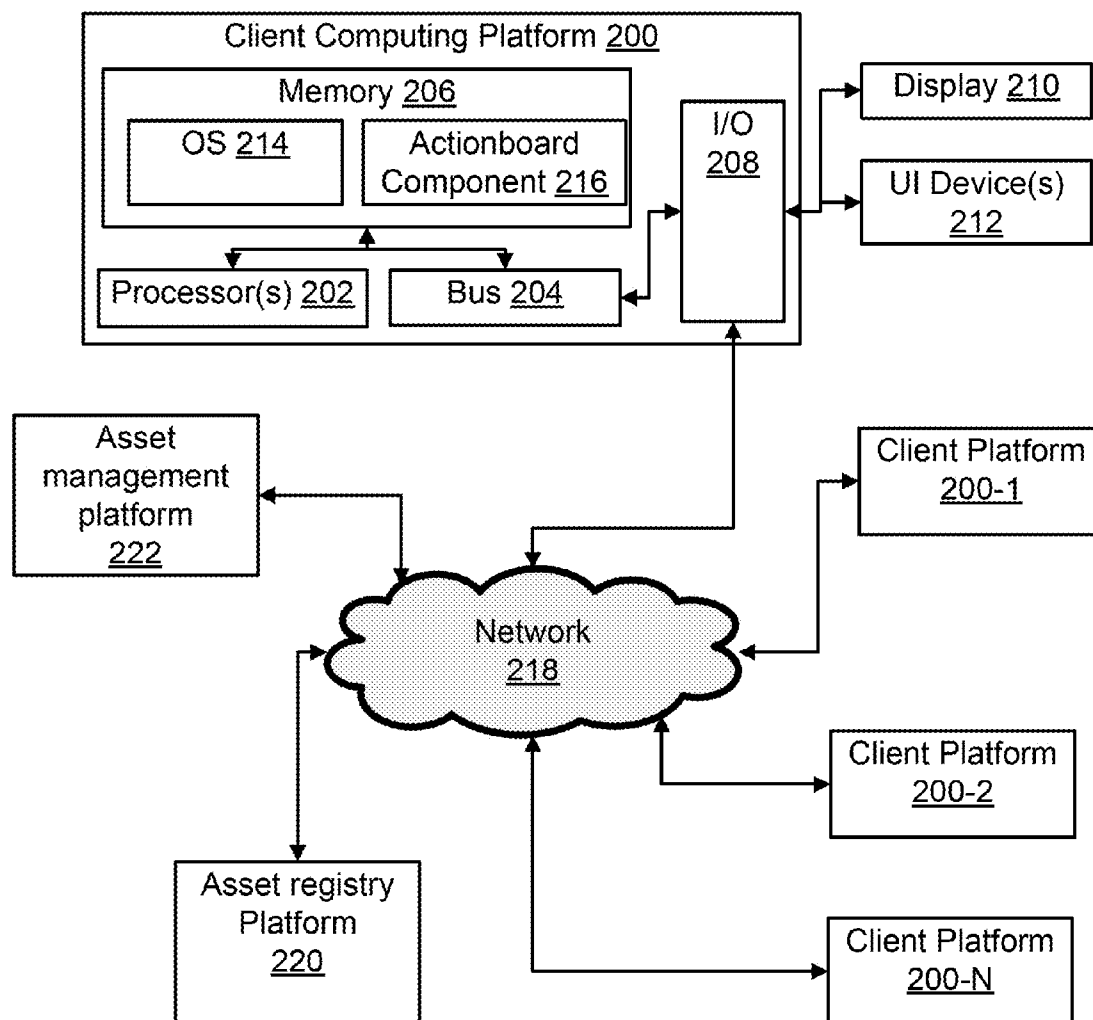 Client Computing Platform 200
Memory 206
OS 214
Actionboard
Component 216
I/O
208
Display 210
UI Device(s)
212
Processor(s) 202
Bus 204
Asset
management
platform
222
Client Platform
200-1
Network
218
Client Platform
200-2
Asset registry
Platform
220
Client Platform
200-N